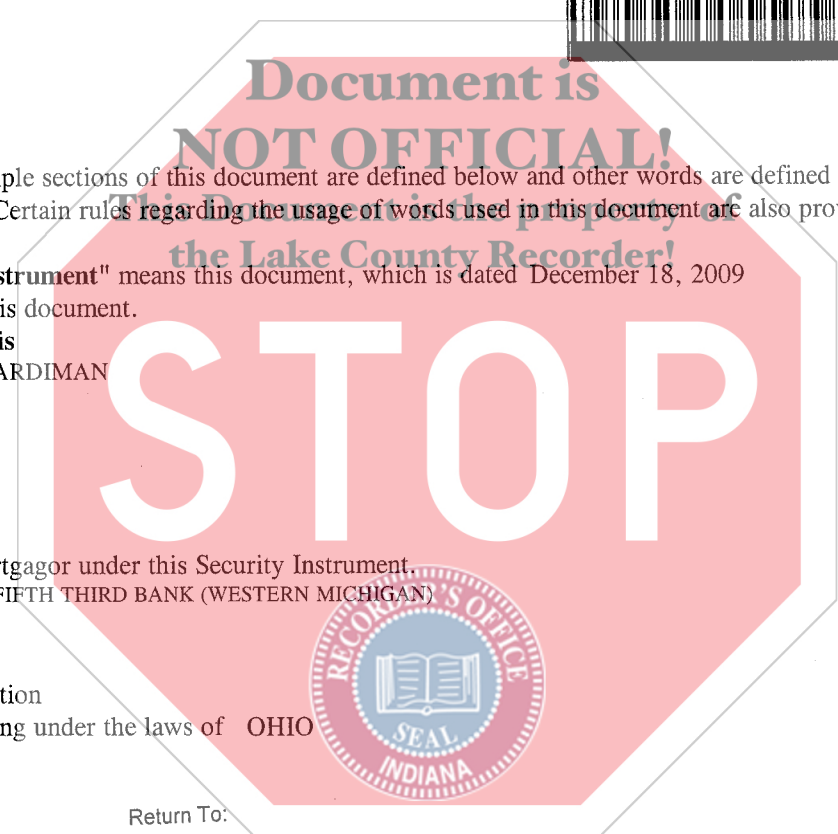 Document is
NOT OFFICIAL!
ple sections of this document are defined below and other words are defined
This Document is the property of
Certain rules regarding the usage of words used in this document are also prov
the Lake County Recorder!
strument" means this document, which is dated December 18, 2009
is document.
is
ARDIMAN
STOP
rtgagor under this Security Instrument.
FIFTH THIRD BANK (WESTERN MICHIGAN)
RECORDER'S OFFICE
tion
ng under the laws of OHIO
SEAL
INDIANA
Return To: